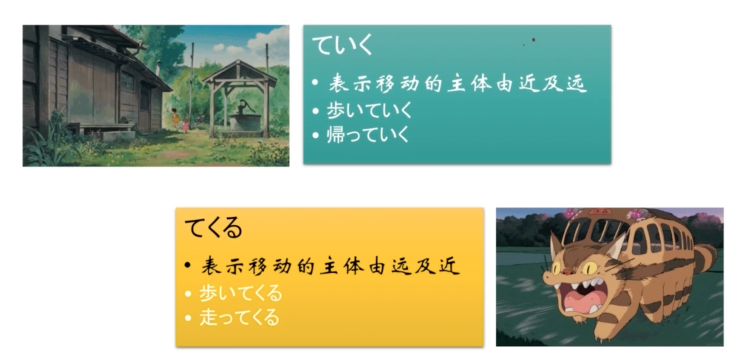 ていく
• 表示移动的主体由近及远
• 歩いていく
• 帰っていく
てくる
• 表示移动的主体由远及近
• 歩いてくる
• 走ってくる